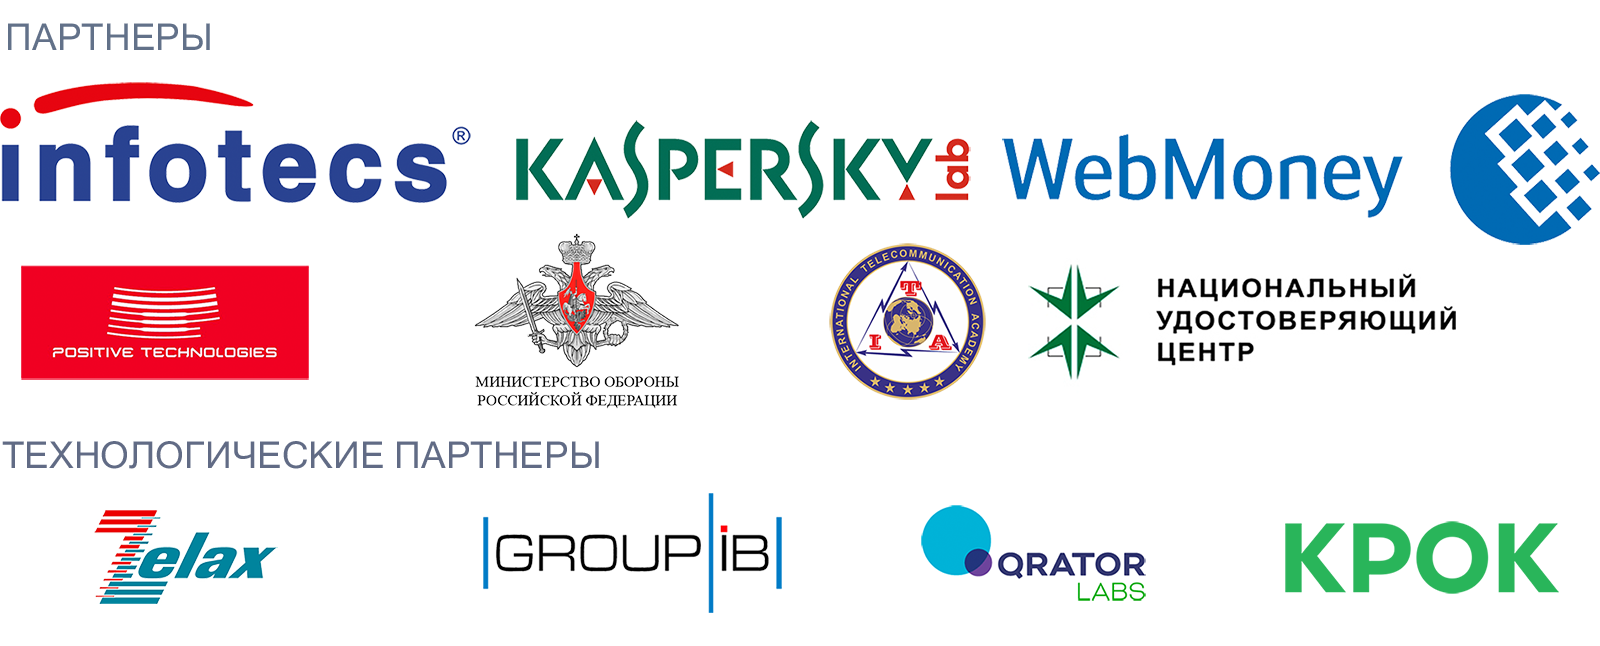 ПАРТНЕРЫ
infotecs®
KASPERSKY lab
WebMoney
POSITIVE TECHNOLOGIES
МИНИСТЕРСТВО ОБОРОНЫ
РОССИЙСКОЙ ФЕДЕРАЦИИ
INTERNATIONAL TELECOMMUNICATION ACADEMY
I T A
НАЦИОНАЛЬНЫЙ
УДОСТОВЕРЯЮЩИЙ
ЦЕНТР
ТЕХНОЛОГИЧЕСКИЕ ПАРТНЕРЫ
Zelax
GROUP iB
QRATOR
LABS
КРОК